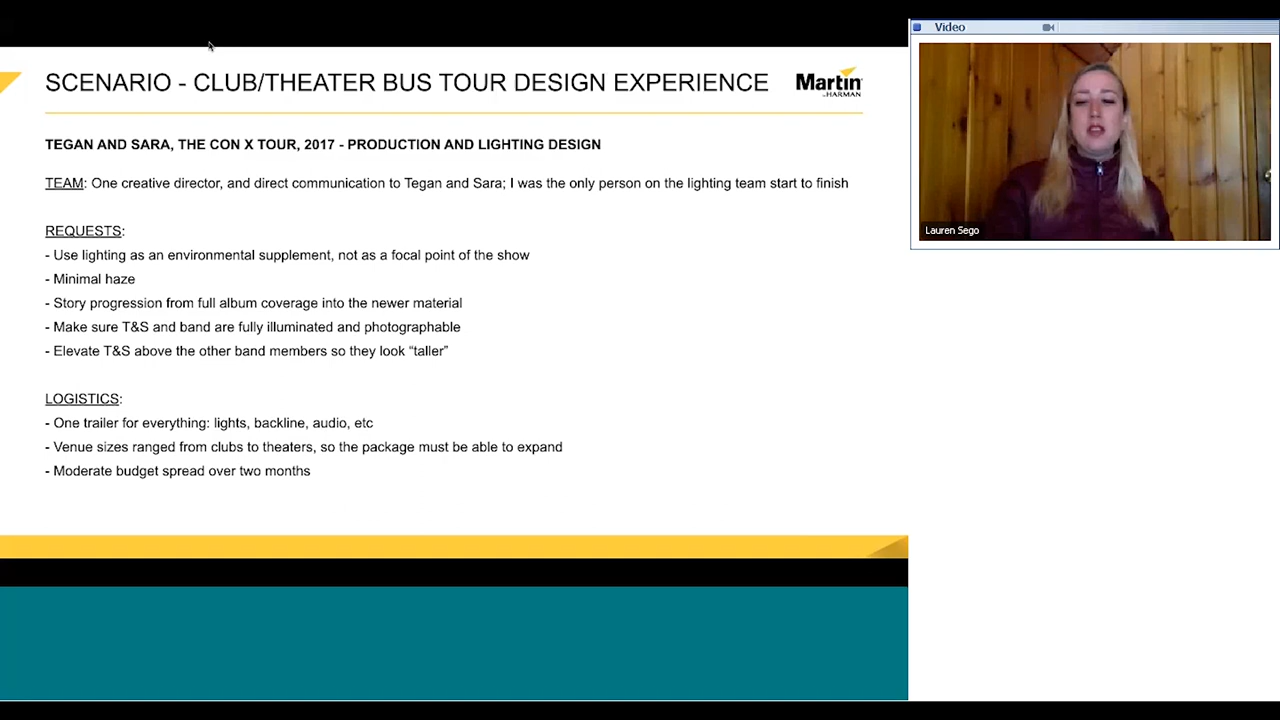 SCENARIO - CLUB/THEATER BUS TOUR DESIGN EXPERIENCE
Martin
by HARMAN
TEGAN AND SARA, THE CON X TOUR, 2017 - PRODUCTION AND LIGHTING DESIGN
TEAM: One creative director, and direct communication to Tegan and Sara; I was the only person on the lighting team start to finish
REQUESTS:
- Use lighting as an environmental supplement, not as a focal point of the show
- Minimal haze
- Story progression from full album coverage into the newer material
- Make sure T&S and band are fully illuminated and photographable
- Elevate T&S above the other band members so they look “taller”
LOGISTICS:
- One trailer for everything: lights, backline, audio, etc
- Venue sizes ranged from clubs to theaters, so the package must be able to expand
- Moderate budget spread over two months
Video
Lauren Sego